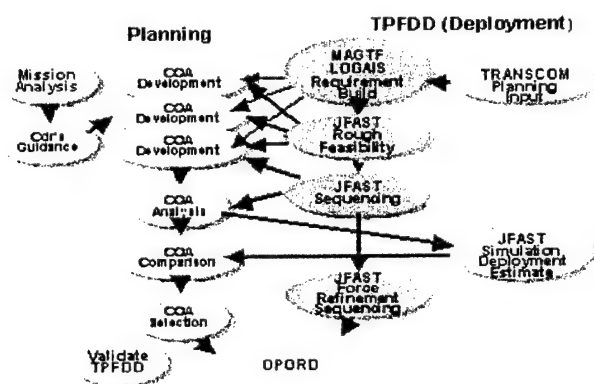 Planning
TPFDD (Deployment)
Mission
Analysis
Cdr's
Guidance
COA
Development
COA
Development
COA
Development
COA
Analysis
COA
Comparison
COA
Selection
Validate
TPFDD
MAGTF
LOGAIS
Requirement
Build
JFAST
Rough
Feasibility
JFAST
Sequencing
JFAST
Force
Refinement
Sequencing
TRANSCOM
Planning
Input
JFAST
Simulation
Deployment
Estimate
OPORD